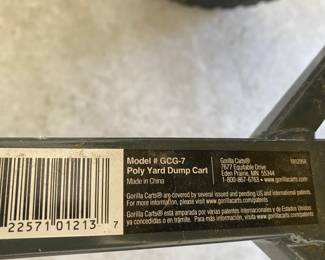 Model # GCG-7
Poly Yard Dump Cart
Made in China
Gorilla Carts®
7677 Equitable Drive
Eden Prairie, MN 55344
1-800-867-6763 • www.gorillacarts.com
Gorilla Carts® are covered by several issued and pending US and international patents.
For more information, visit www.gorillacarts.com/patents
Gorilla Carts® está amparada por varias patentes internacionales y de Estados Unidos
ya concedidas o en trámite. Para más información, visite www.gorillacarts.com/patents
22571 01213 7